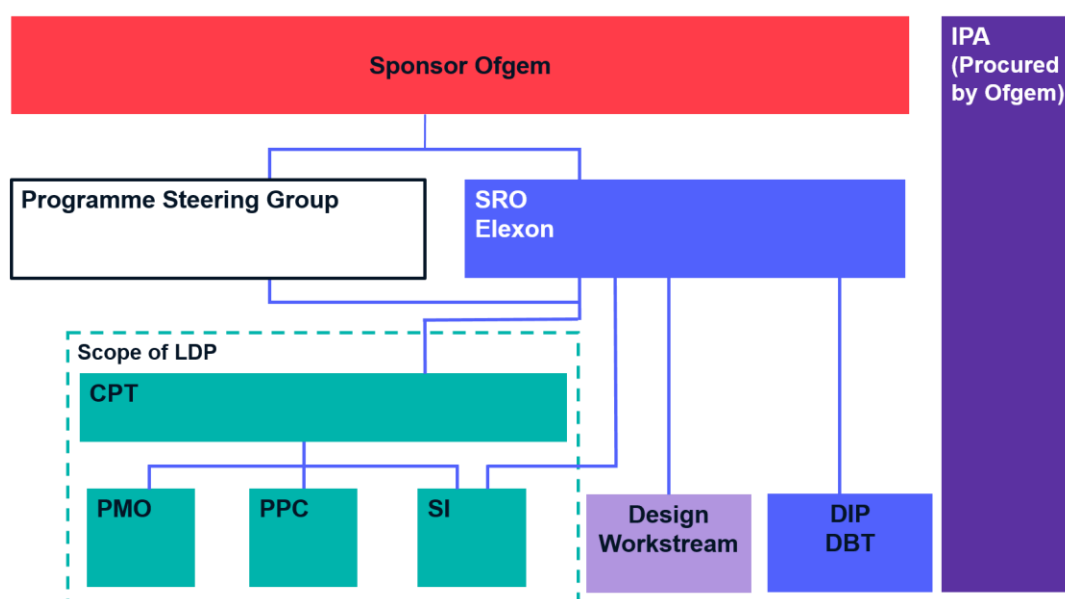 Sponsor Ofgem
IPA
(Procured
by Ofgem)
Programme Steering Group
SRO
Elexon
Scope of LDP
CPT
PMO
PPC
SI
Design
Workstream
DIP
DBT